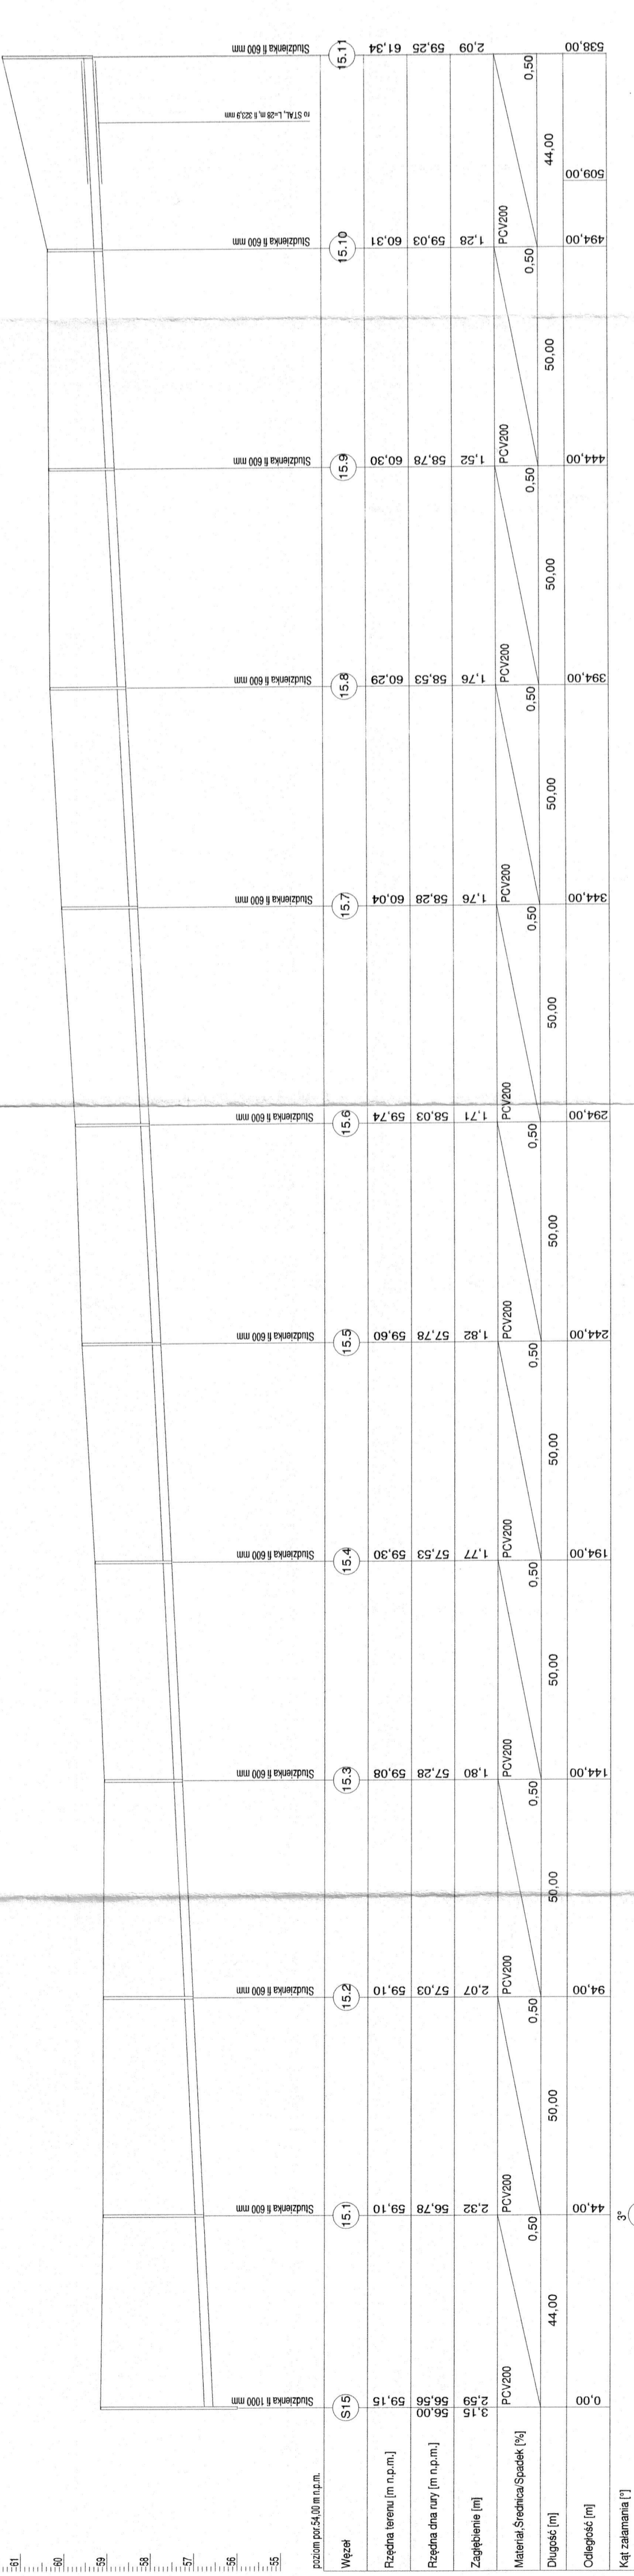 61
60
59
58
57
56
55
poziom por.54,00 m n.p.m.
Studzienka fi 1000 mm
Studzienka fi 600 mm
Studzienka fi 600 mm
Studzienka fi 600 mm
Studzienka fi 600 mm
Studzienka fi 600 mm
Studzienka fi 600 mm
Studzienka fi 600 mm
Studzienka fi 600 mm
Studzienka fi 600 mm
Studzienka fi 600 mm
ro STAL, L=28 m, fi 323,9 mm
Studzienka fi 600 mm
Węzeł S15 15.1 15.2 15.3 15.4 15.5 15.6 15.7 15.8 15.9 15.10 15.11
Rzędna terenu [m n.p.m.] 59,15 59,10 59,10 59,08 59,30 59,60 59,74 60,04 60,29 60,30 60,31 61,34
Rzędna dna rury [m n.p.m.] 56,00 56,56 56,78 57,03 57,28 57,53 57,78 58,03 58,28 58,53 58,78 59,03 59,25
Zagłębienie [m] 3,15 2,59 2,32 2,07 1,80 1,77 1,82 1,71 1,76 1,76 1,52 1,28 2,09
Materiał,Średnica/Spadek [%] PCV200 0,50 PCV200 0,50 PCV200 0,50 PCV200 0,50 PCV200 0,50 PCV200 0,50 PCV200 0,50 PCV200 0,50 PCV200 0,50 PCV200 0,50 PCV200 0,50
Długość [m] 44,00 50,00 50,00 50,00 50,00 50,00 50,00 50,00 50,00 50,00 44,00
Odległość [m] 0,00 44,00 94,00 144,00 194,00 244,00 294,00 344,00 394,00 444,00 494,00 509,00 538,00
Kąt załamania [°] 3°